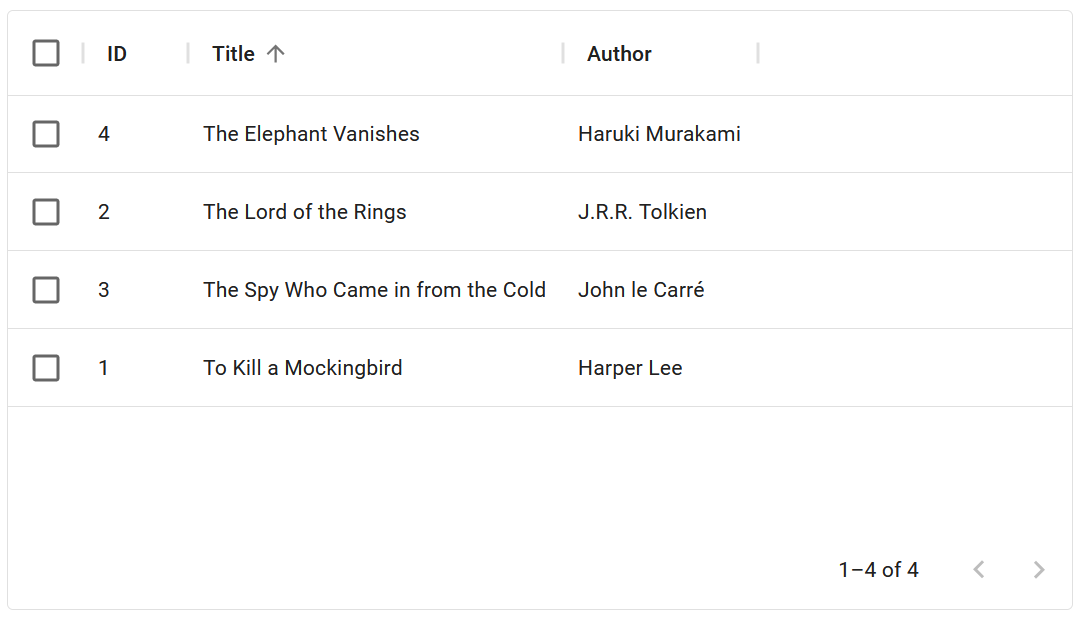 ID Title Author
4 The Elephant Vanishes Haruki Murakami
2 The Lord of the Rings J.R.R. Tolkien
3 The Spy Who Came in from the Cold John le Carré
1 To Kill a Mockingbird Harper Lee
1–4 of 4